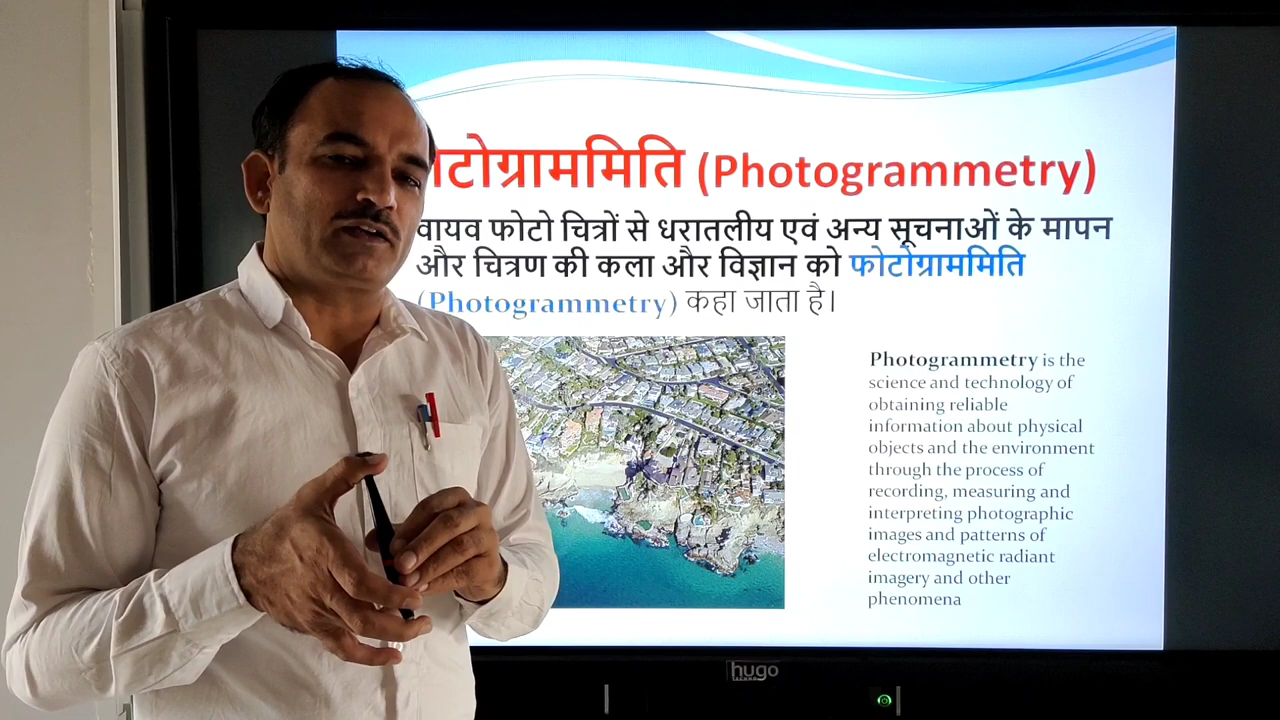 ोटोग्राममिति (Photogrammetry)
वायव फोटो चित्रों से धरातलीय एवं अन्य सूचनाओं के मापन
और चित्रण की कला और विज्ञान को फोटोग्राममिति
(Photogrammetry) कहा जाता है।
Photogrammetry is the
science and technology of
obtaining reliable
information about physical
objects and the environment
through the process of
recording, measuring and
interpreting photographic
images and patterns of
electromagnetic radiant
imagery and other
phenomena
hugo